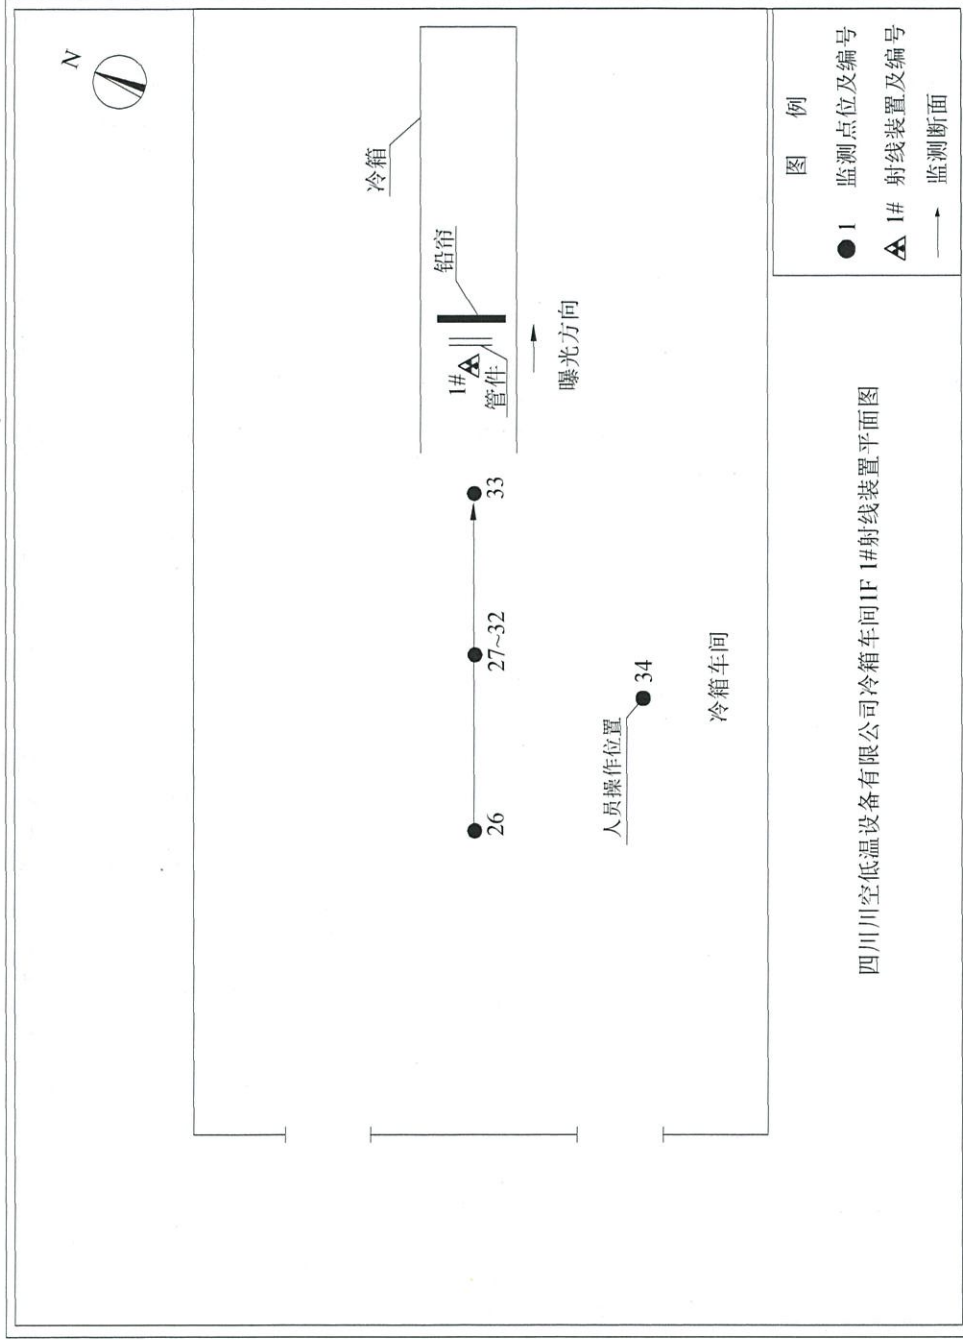 N
冷箱
铅帘
1#
管件
曝光方向
33
27~32
26
34
人员操作位置
冷箱车间
四川川空低温设备有限公司冷箱车间1F 1#射线装置平面图
图 例
1 监测点位及编号
1# 射线装置及编号
监测断面